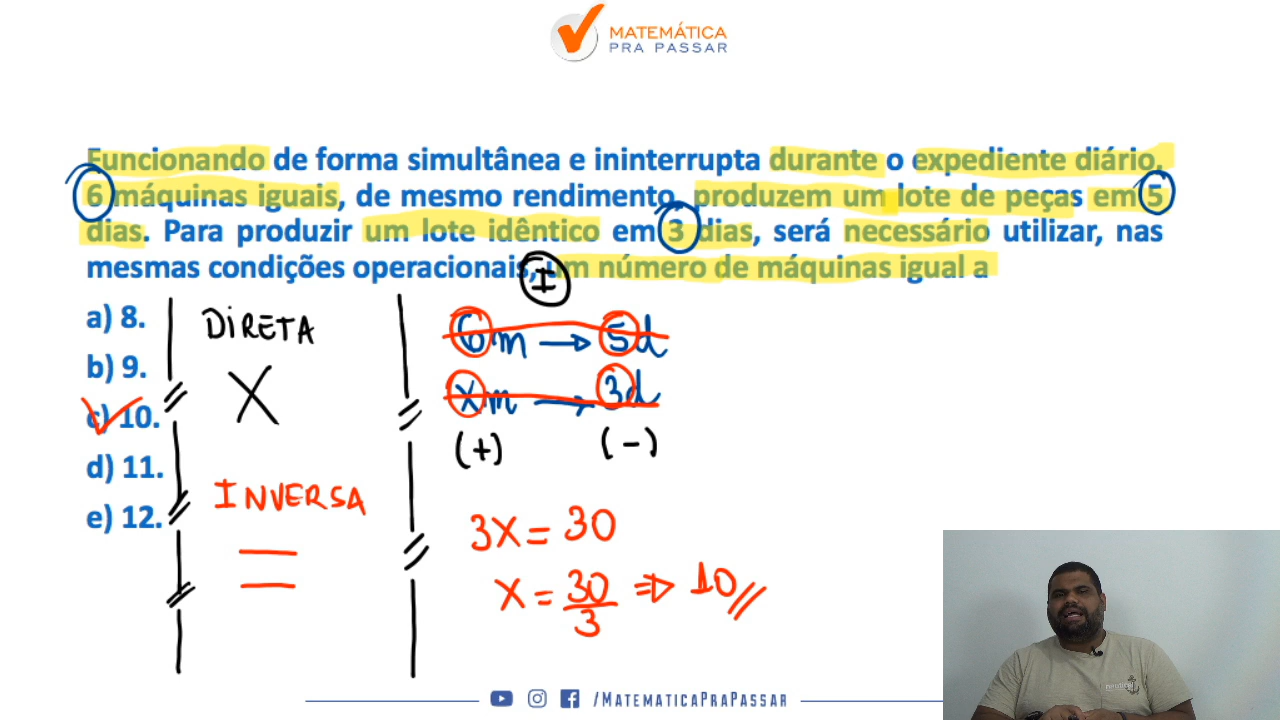 MATEMÁTICA
PRA PASSAR
Funcionando de forma simultânea e ininterrupta durante o expediente diário,
6 máquinas iguais, de mesmo rendimento, produzem um lote de peças em 5
dias. Para produzir um lote idêntico em 3 dias, será necessário utilizar, nas
mesmas condições operacionais, um número de máquinas igual a
I
a) 8.
b) 9.
c) 10.
d) 11.
e) 12.
DIRETA
X
INVERSA
=
6m → 5d
xm → 3d
(+) (-)
3x = 30
x = 30/3 ⇒ 10//
/MATEMATICAPRAPASSAR